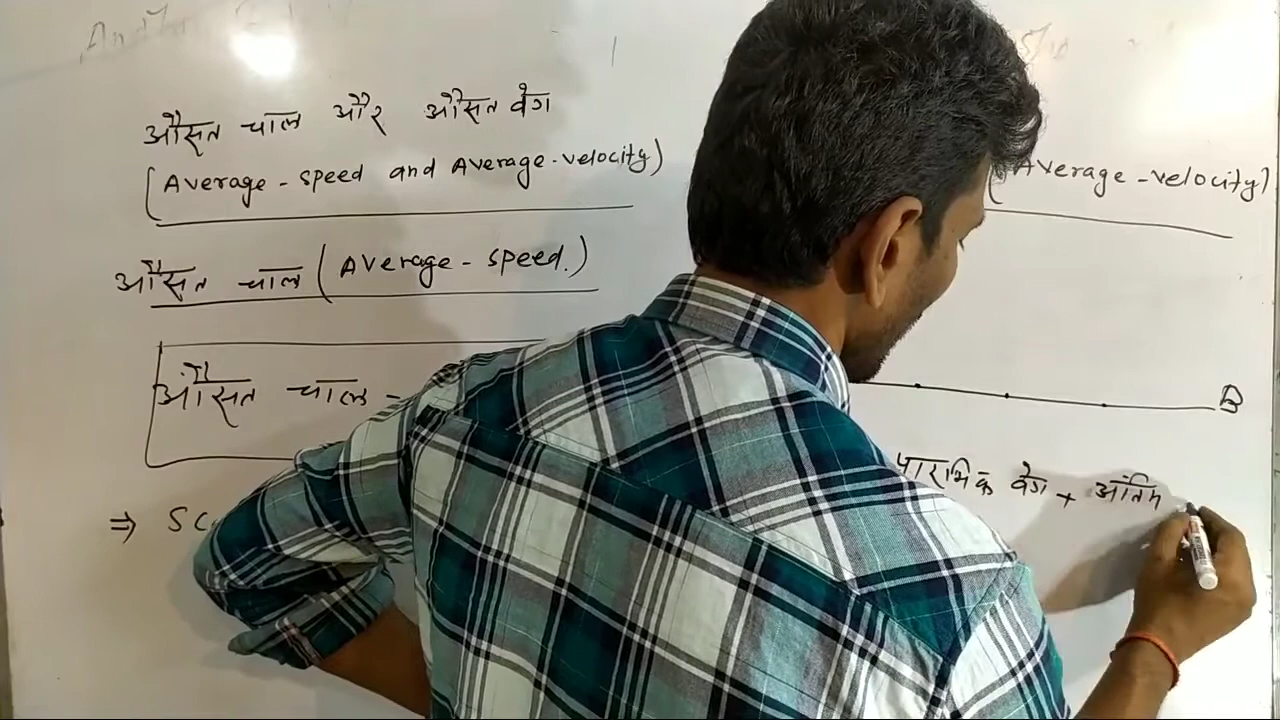 औसत चाल और औसत वेग
(Average - speed and Average - velocity)
औसत चाल (Average - speed.)
औसत चाल =
⇒ Sc
(Average - velocity)
B
प्रारंभिक वेग + अंतिम